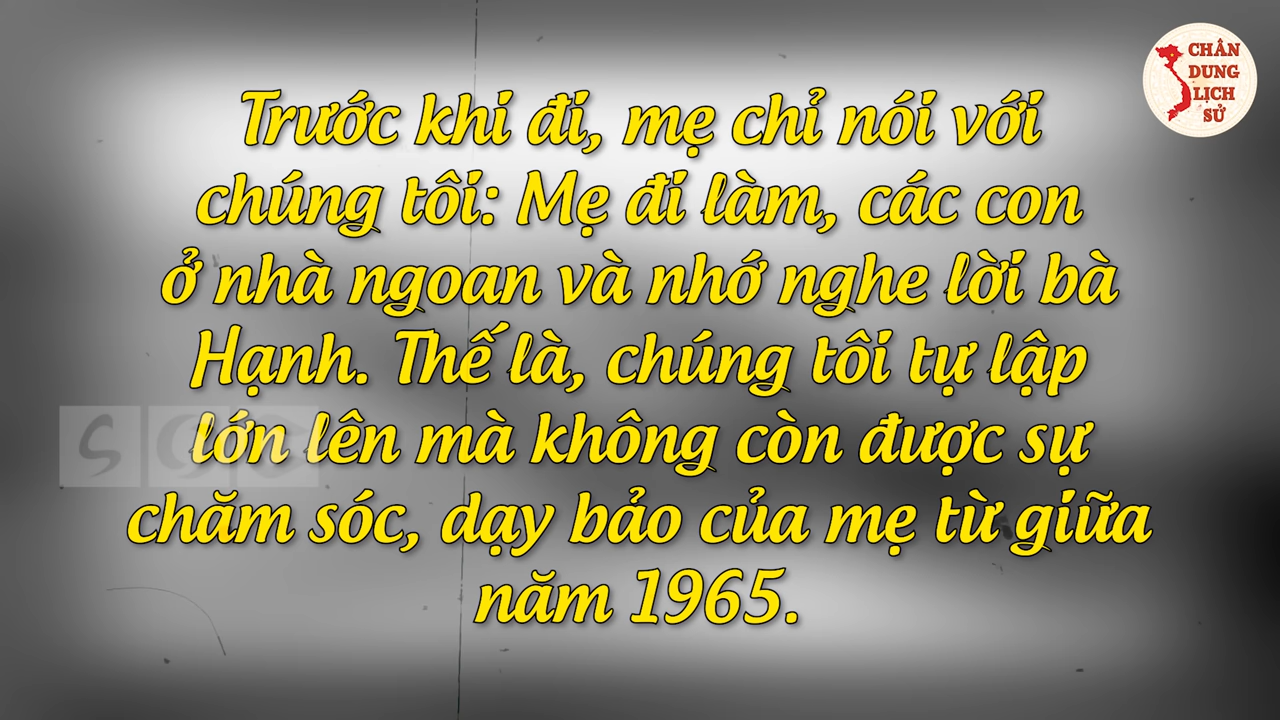 CHÂN
DUNG
LỊCH
SỬ
Trước khi đi, mẹ chỉ nói với
chúng tôi: Mẹ đi làm, các con
ở nhà ngoan và nhớ nghe lời bà
Hạnh. Thế là, chúng tôi tự lập
lớn lên mà không còn được sự
chăm sóc, dạy bảo của mẹ từ giữa
năm 1965.